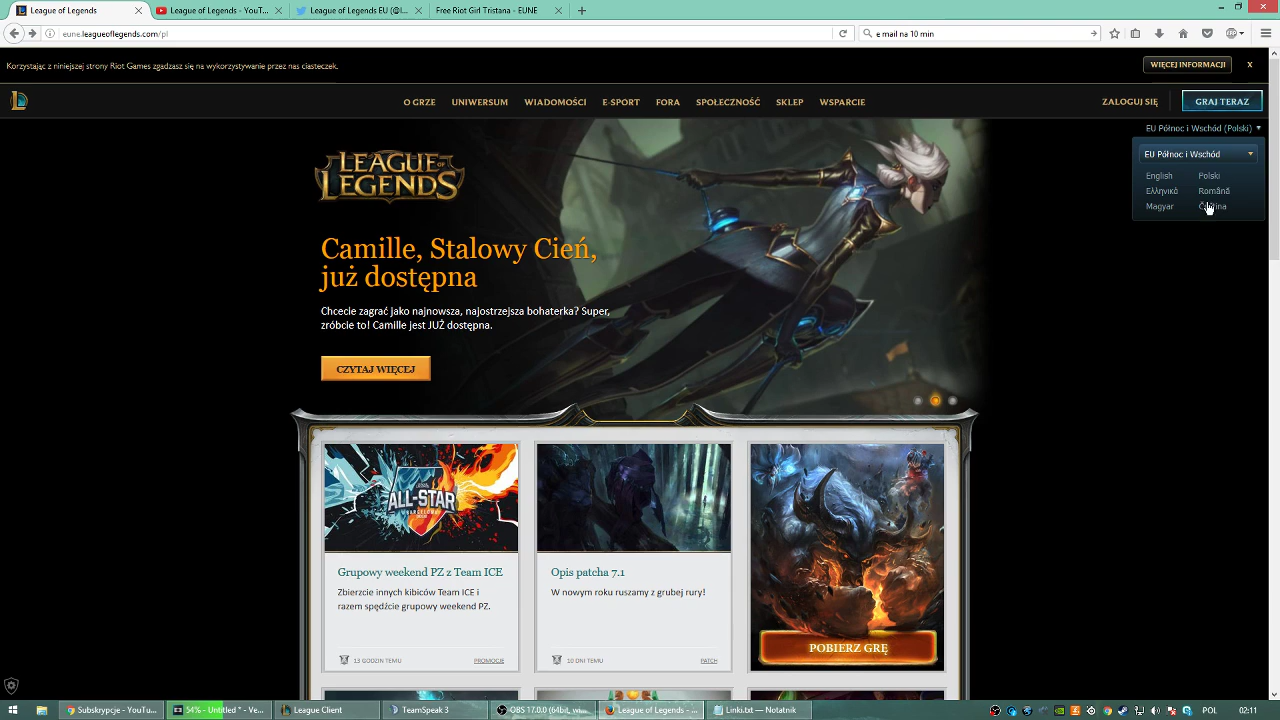 League of Legends
League of Legends - YouT...
League of Legends EU (@l...
Free Riot Girl Tristana - EUNE
eune.leagueoflegends.com/pl
e mail na 10 min
Korzystając z niniejszej strony Riot Games zgadzasz się na wykorzystywanie przez nas ciasteczek.
WIĘCEJ INFORMACJI
X
O GRZE
UNIWERSUM
WIADOMOŚCI
E-SPORT
FORA
SPOŁECZNOŚĆ
SKLEP
WSPARCIE
ZALOGUJ SIĘ
GRAJ TERAZ
EU Północ i Wschód (Polski)
EU Północ i Wschód
English
Polski
Ελληνικά
Română
Magyar
LEAGUE OF LEGENDS
Camille, Stalowy Cień,
już dostępna
Chcecie zagrać jako najnowsza, najostrzejsza bohaterka? Super,
zróbcie to! Camille jest JUŻ dostępna.
CZYTAJ WIĘCEJ
ALL-STAR
Grupowy weekend PZ z Team ICE
Zbierzcie innych kibiców Team ICE i
razem spędźcie grupowy weekend PZ.
13 GODZIN TEMU
PROMOCJE
Opis patcha 7.1
W nowym roku ruszamy z grubej rury!
10 DNI TEMU
PATCH
POBIERZ GRĘ
Subskrypcje - YouTu...
54% - Untitled * - Ve...
League Client
TeamSpeak 3
OBS 17.0.0 (64bit, wi...
League of Legends - ...
Linki.txt — Notatnik
POL
02:11